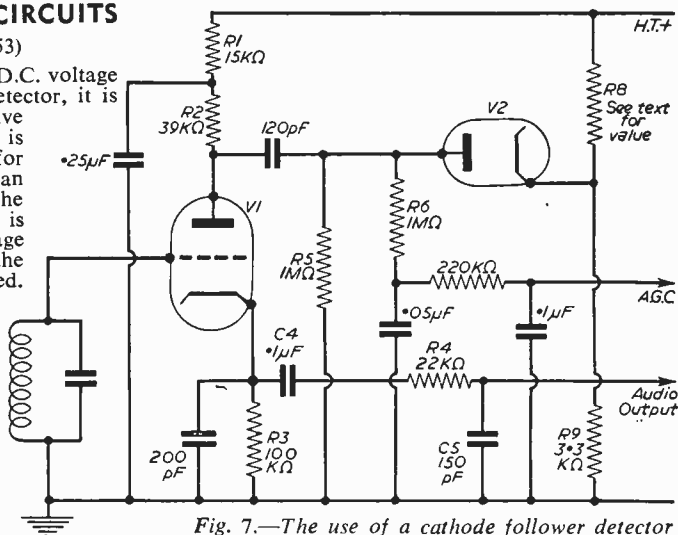 CIRCUITS
53)
D.C. voltage
etector, it is
ive
is
for
an
he
is
age
the
ed.
H.T.+
R1
15KΩ
R2
39KΩ
120pF
V2
R8
See text
for
value
·25μF
V1
R6
1MΩ
R5
1MΩ
220KΩ
A.G.C
·05μF
·1μF
C4
·1μF
R4
22KΩ
Audio
Output
200
pF
R3
100
KΩ
C5
150
pF
R9
3·3
KΩ
Fig. 7.—The use of a cathode follower detector